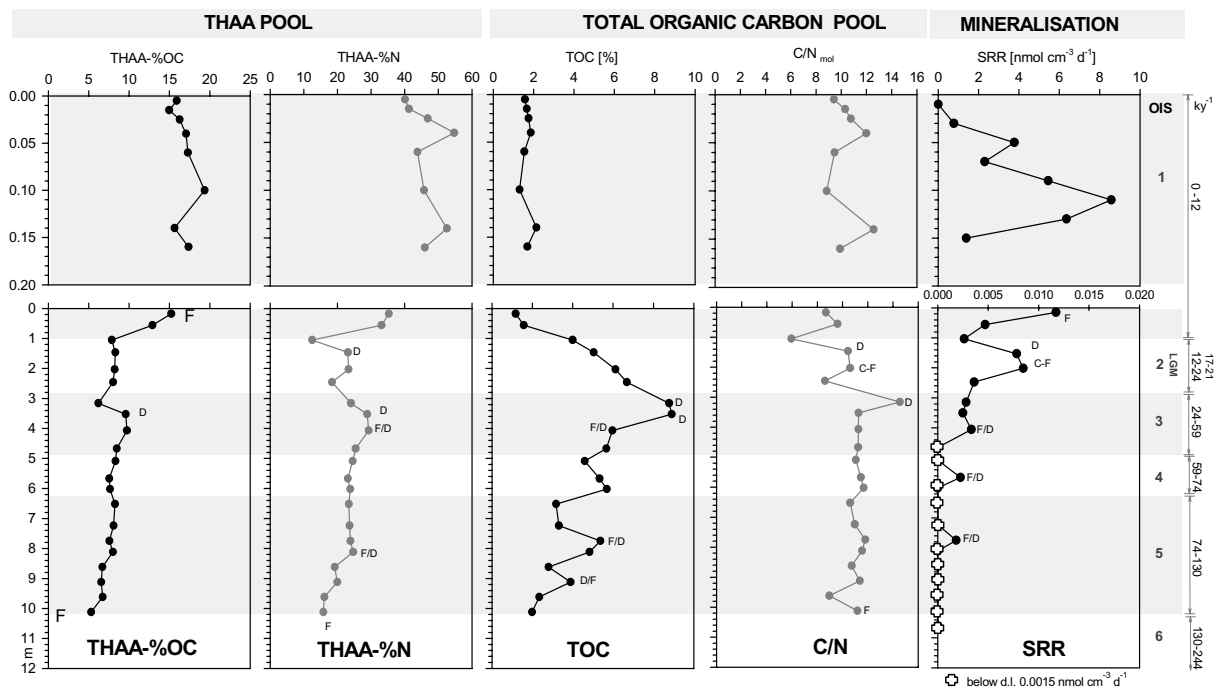 THAA POOL TOTAL ORGANIC CARBON POOL MINERALISATION
THAA-%OC THAA-%N TOC [%] C/N mol SRR [nmol cm-3 d-1]
0 5 10 15 20 25 0 10 20 30 40 50 60 0 2 4 6 8 10 0 2 4 6 8 10 12 14 16 0 2 4 6 8 10
0.00
0.05
0.10
0.15
0.20
OIS ky-1
1 0-12
0.000 0.005 0.010 0.015 0.020
0
1
2
3
4
5
6
7
8
9
10
11
12
m
F
D
F
D
D
F/D
F/D
F
D
D
F/D
F/D
D/F
D
C-F
D
F
F
D
C-F
F/D
F/D
F/D
2 LGM 12-24 17-21
3 24-59
4 59-74
5 74-130
6 130-244
THAA-%OC THAA-%N TOC C/N SRR
below d.l. 0.0015 nmol cm-3 d-1